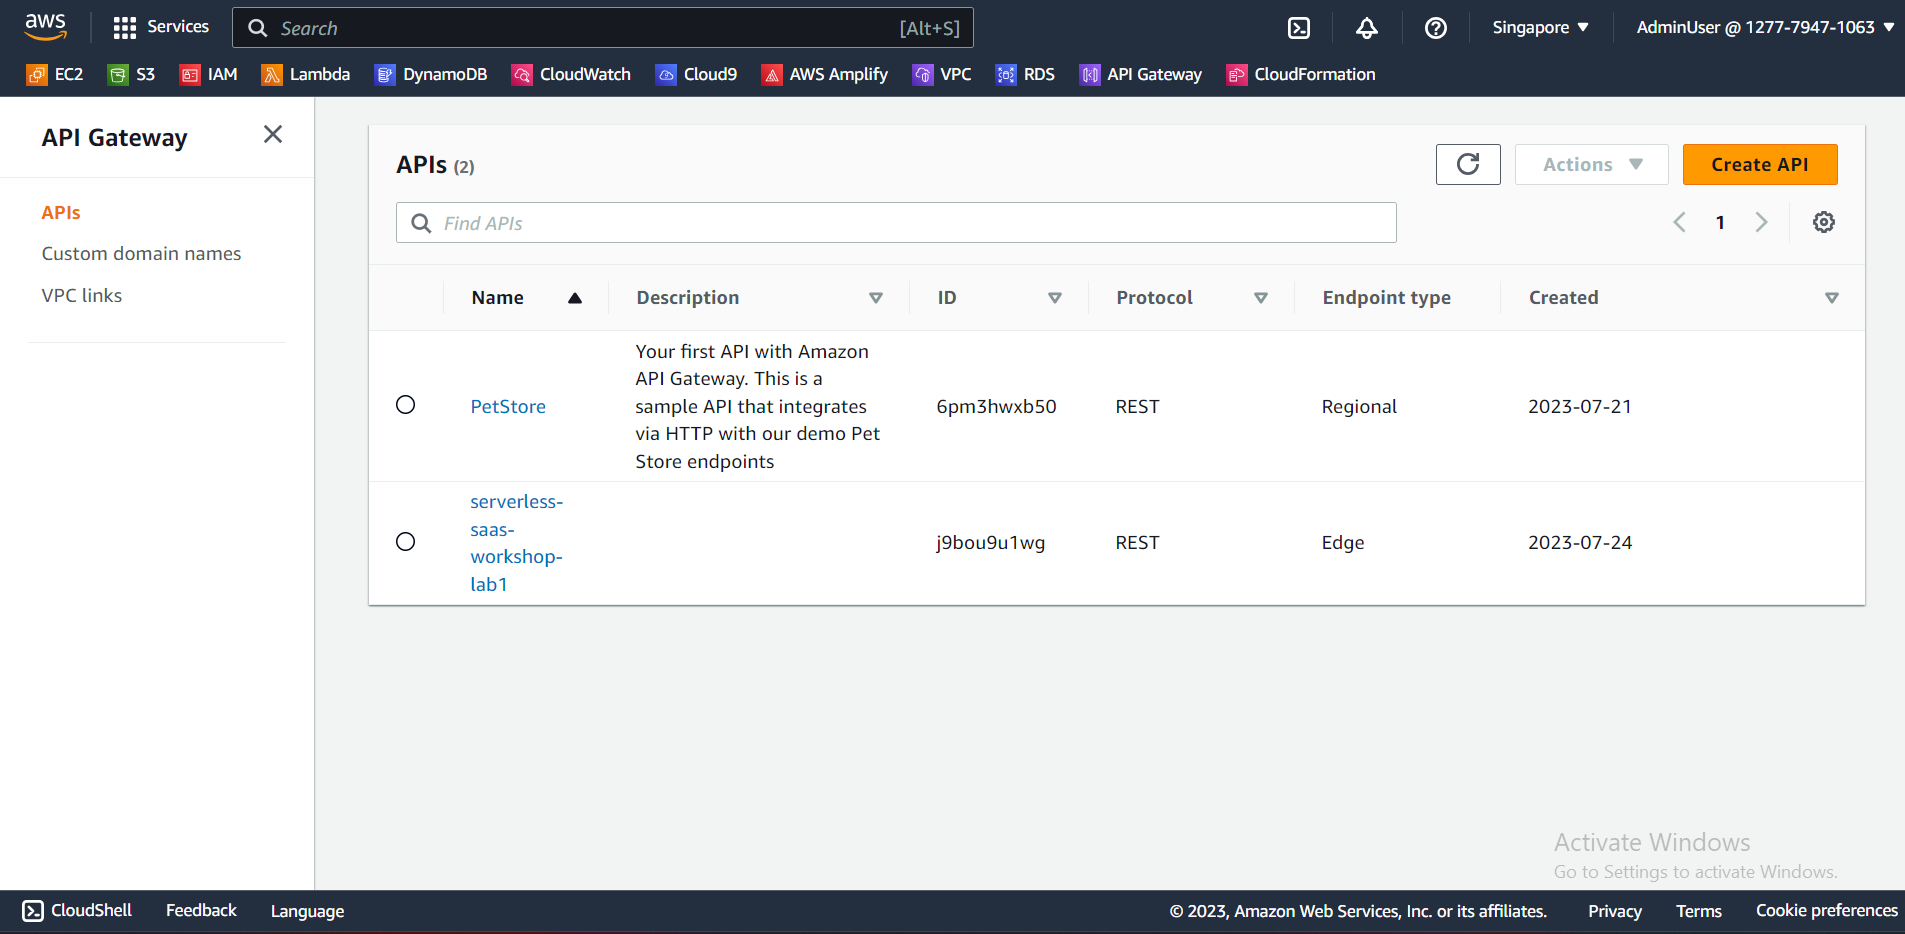 aws
Services
Search
[Alt+S]
Singapore
AdminUser @ 1277-7947-1063
EC2
S3
IAM
Lambda
DynamoDB
CloudWatch
Cloud9
AWS Amplify
VPC
RDS
API Gateway
CloudFormation
API Gateway
APIs
Custom domain names
VPC links
APIs (2)
Actions
Create API
Find APIs
1
Name
Description
ID
Protocol
Endpoint type
Created
PetStore
Your first API with Amazon
API Gateway. This is a
sample API that integrates
via HTTP with our demo Pet
Store endpoints
6pm3hwxb50
REST
Regional
2023-07-21
serverless-
saas-
workshop-
lab1
j9bou9u1wg
REST
Edge
2023-07-24
Activate Windows
Go to Settings to activate Windows.
CloudShell
Feedback
Language
© 2023, Amazon Web Services, Inc. or its affiliates.
Privacy
Terms
Cookie preferences